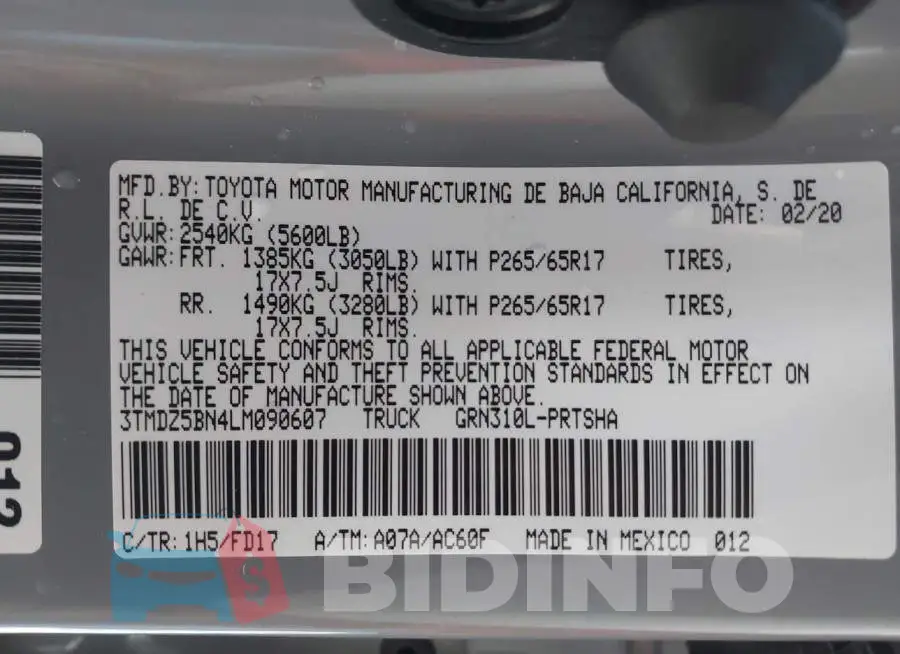 MFD.BY: TOYOTA MOTOR MANUFACTURING DE BAJA CALIFORNIA, S. DE
R.L. DE C.V. DATE: 02/20
GVWR: 2540KG (5600LB)
GAWR: FRT. 1385KG (3050LB) WITH P265/65R17 TIRES,
17X7.5J RIMS.
RR. 1490KG (3280LB) WITH P265/65R17 TIRES,
17X7.5J RIMS.
THIS VEHICLE CONFORMS TO ALL APPLICABLE FEDERAL MOTOR
VEHICLE SAFETY AND THEFT PREVENTION STANDARDS IN EFFECT ON
THE DATE OF MANUFACTURE SHOWN ABOVE.
3TMDZ5BN4LM090607 TRUCK GRN310L-PRTSHA
C/TR: 1H5/FD17 A/TM: A07A/AC60F MADE IN MEXICO 012
012
$ BIDINFO